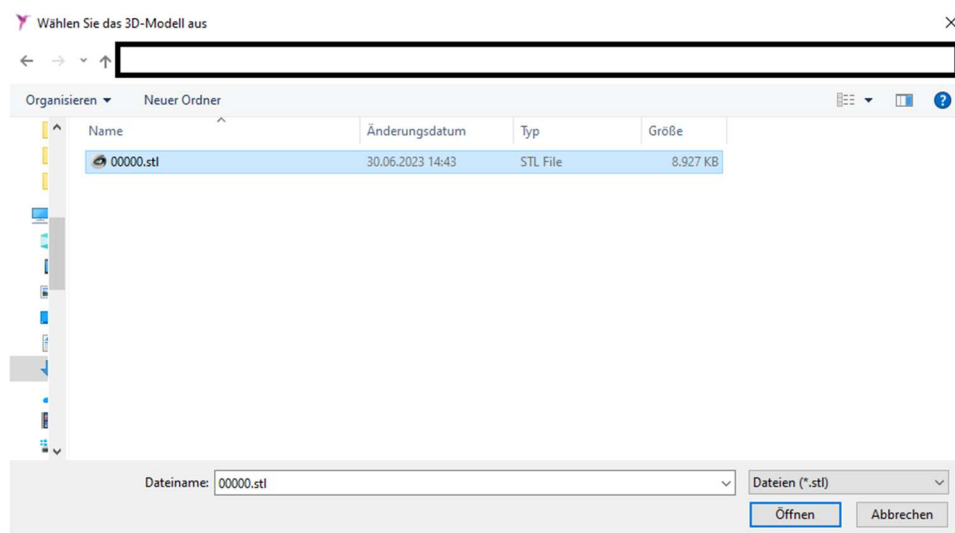 Wählen Sie das 3D-Modell aus
Organisieren Neuer Ordner
Name Änderungsdatum Typ Größe
00000.stl 30.06.2023 14:43 STL File 8.927 KB
Dateiname: 00000.stl Dateien (*.stl)
Öffnen Abbrechen